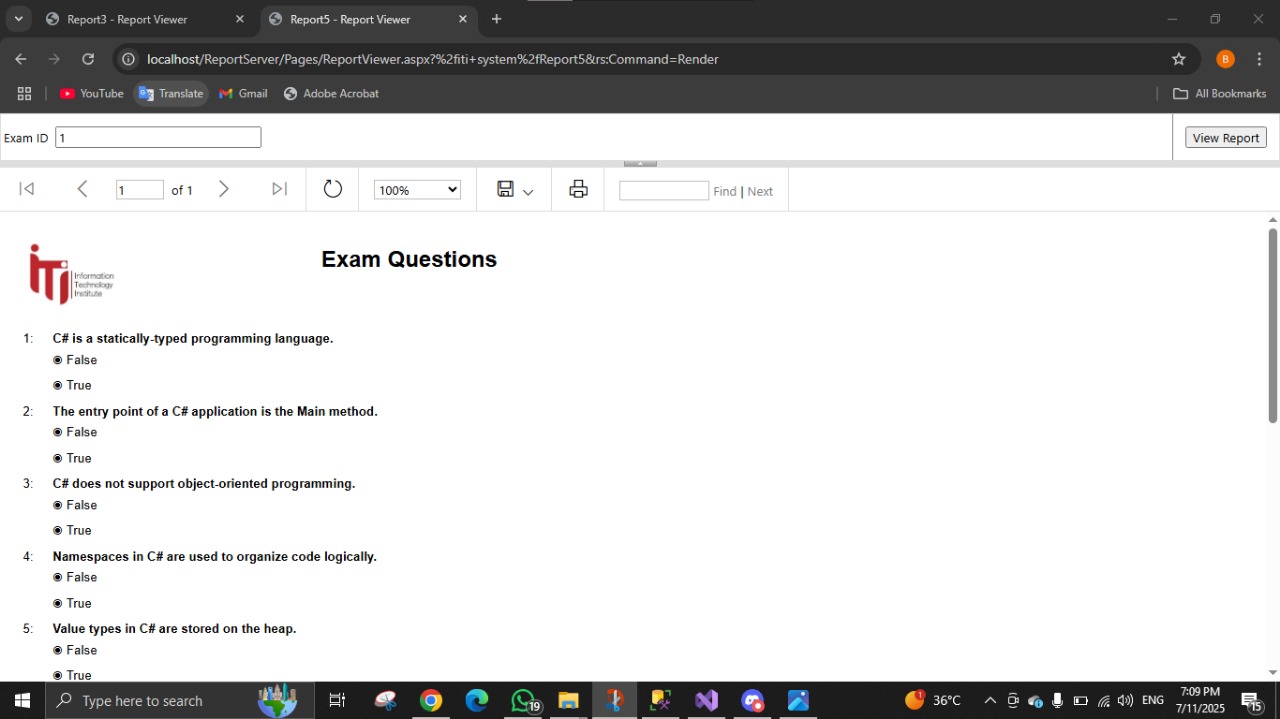 Report3 - Report Viewer
Report5 - Report Viewer
localhost/ReportServer/Pages/ReportViewer.aspx?%2fiti+system%2fReport5&rs:Command=Render
B
YouTube
Translate
Gmail
Adobe Acrobat
All Bookmarks
Exam ID
1
View Report
1
of 1
100%
Find | Next
iTi
Information
Technology
Institute
Exam Questions
1: C# is a statically-typed programming language.
False
True
2: The entry point of a C# application is the Main method.
False
True
3: C# does not support object-oriented programming.
False
True
4: Namespaces in C# are used to organize code logically.
False
True
5: Value types in C# are stored on the heap.
False
True
Type here to search
19
1
36°C
ENG
7:09 PM
7/11/2025
15